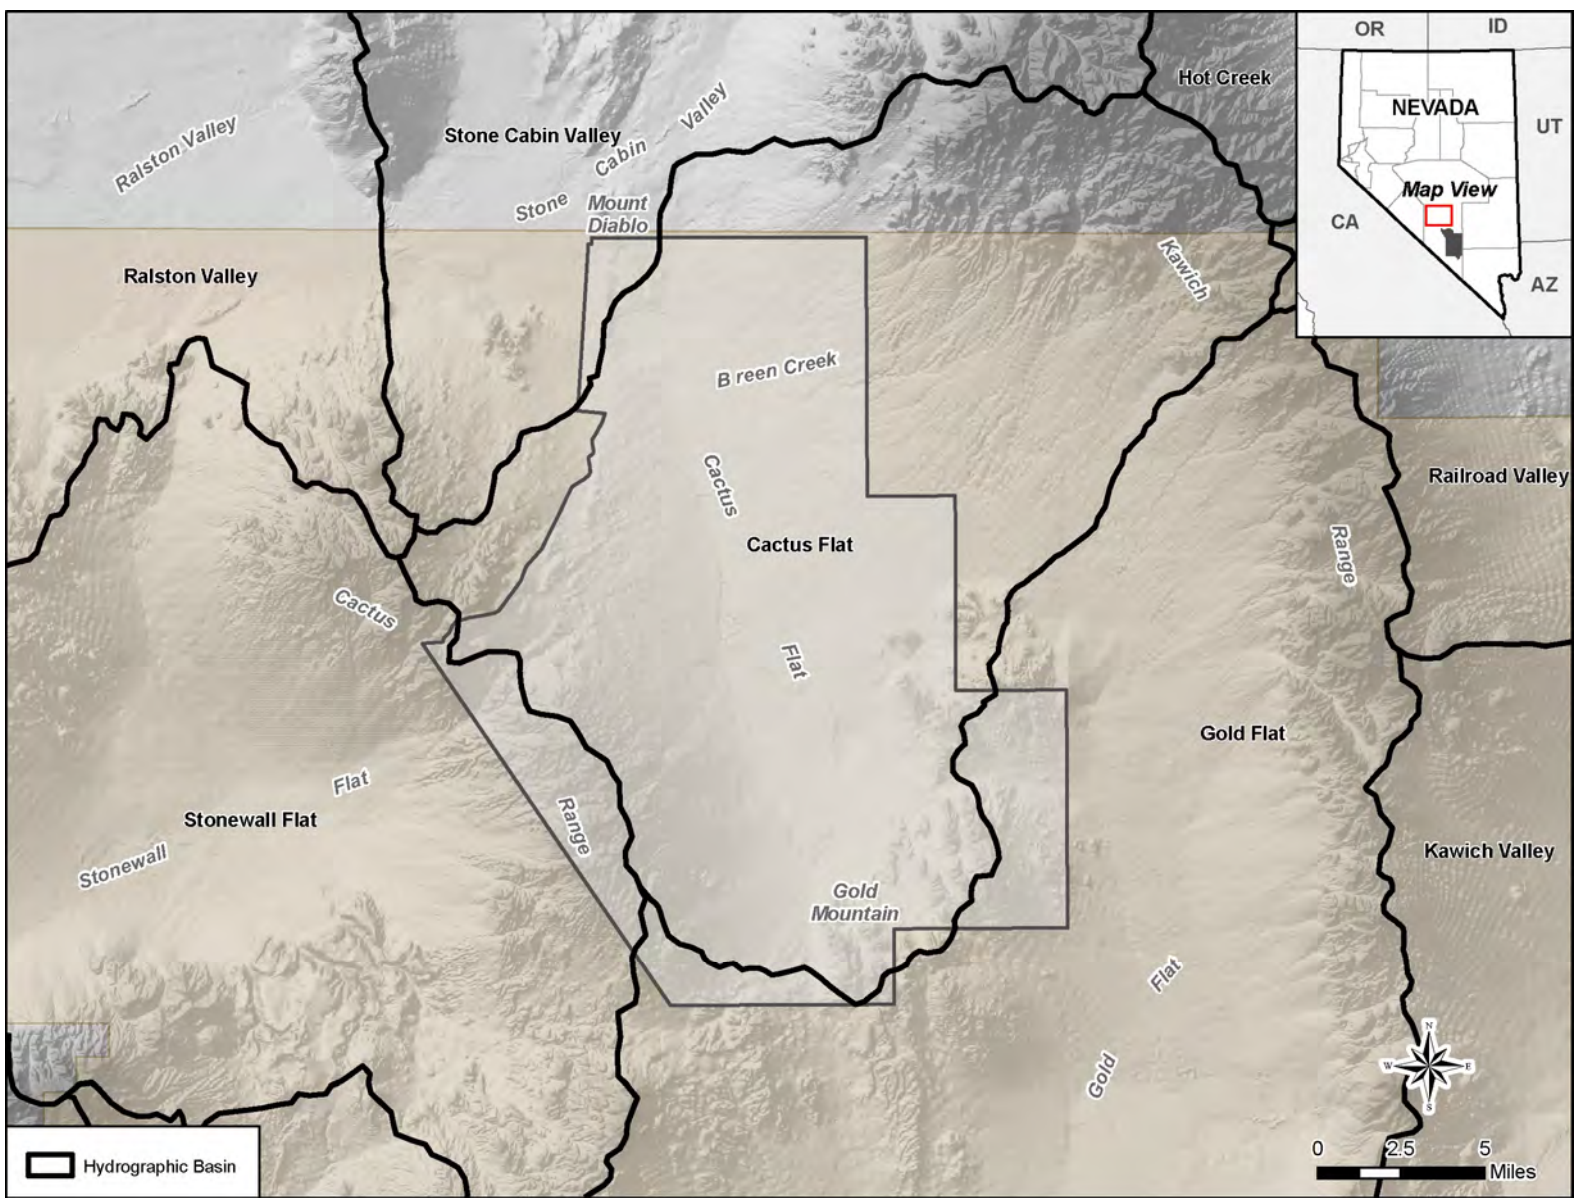 OR
ID
Hot Creek
NEVADA
UT
Stone Cabin Valley
Ralston Valley
Stone Cabin Valley
Map View
Mount
Diablo
CA
Kawich
Ralston Valley
AZ
B reen Creek
Railroad Valley
Cactus
Cactus Flat
Range
Cactus
Flat
Gold Flat
Flat
Stonewall Flat
Range
Kawich Valley
Stonewall
Gold
Mountain
Flat
Gold
N
W
E
S
0 2.5 5
Miles
Hydrographic Basin